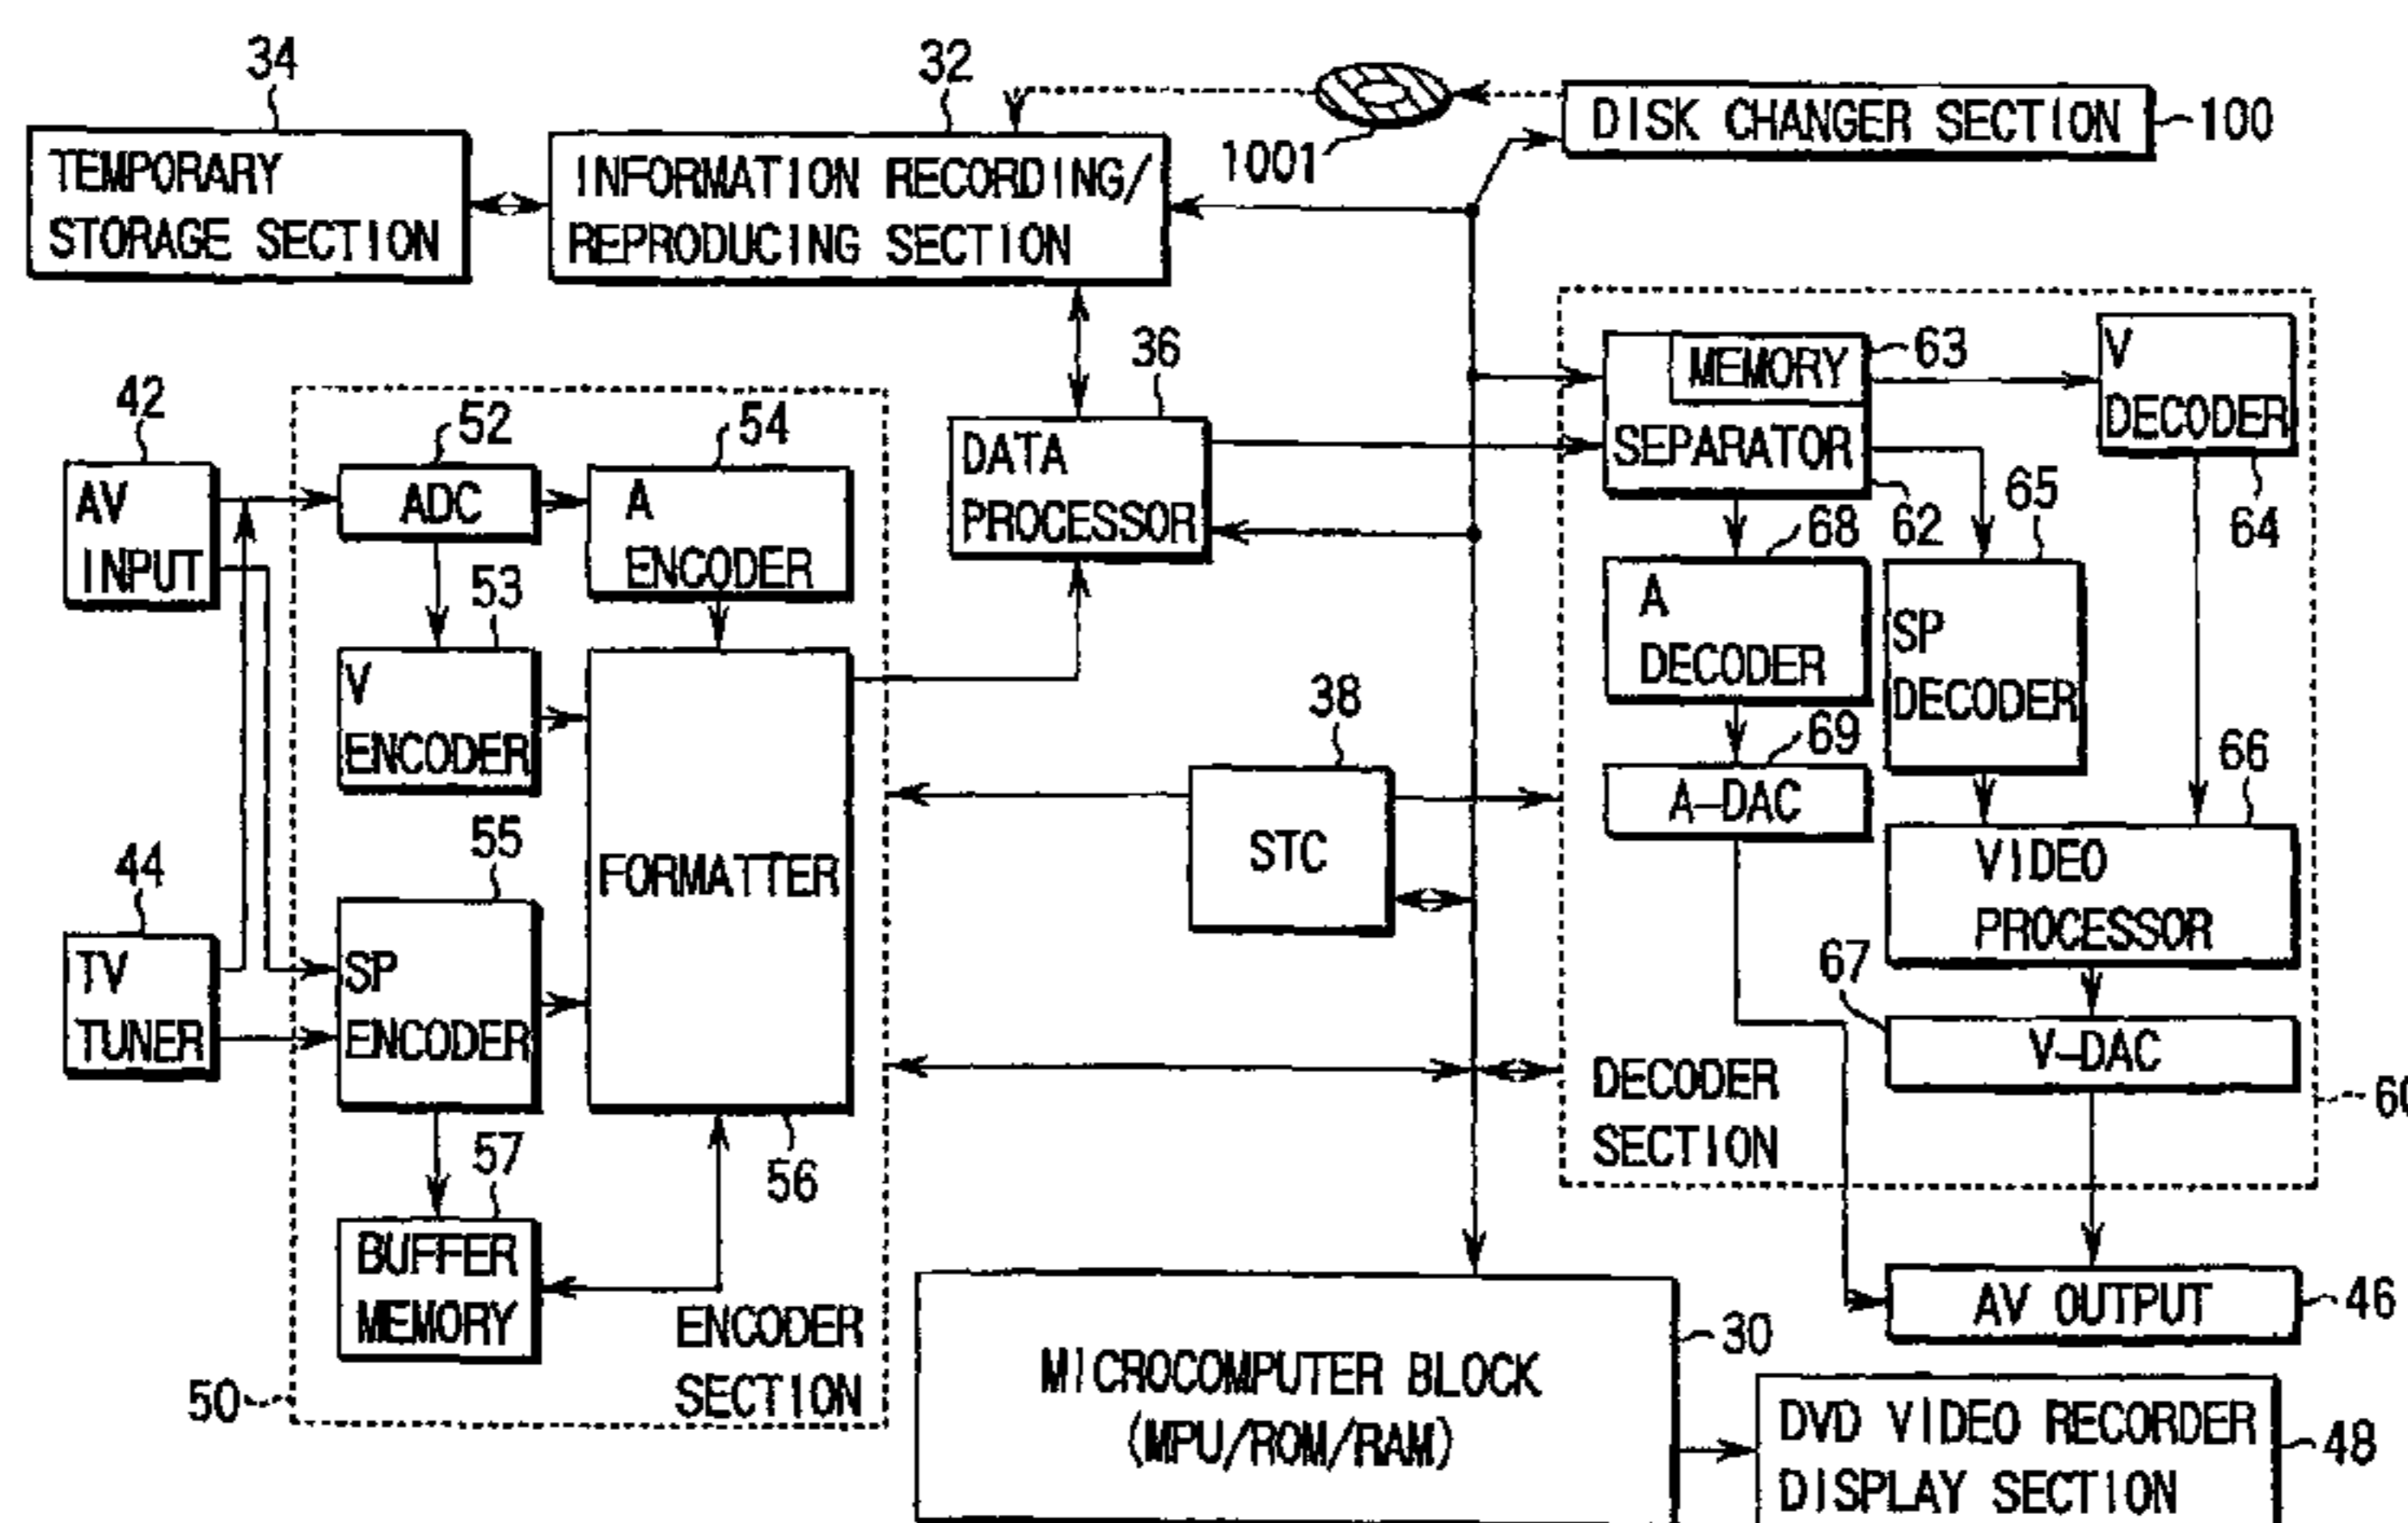 34
32
TEMPORARY
STORAGE SECTION
INFORMATION RECORDING/
REPRODUCING SECTION
1001
DISK CHANGER SECTION
100
42
AV
INPUT
44
TV
TUNER
52
ADC
54
A
ENCODER
53
V
ENCODER
55
SP
ENCODER
FORMATTER
56
57
BUFFER
MEMORY
ENCODER
SECTION
50
36
DATA
PROCESSOR
38
STC
MEMORY
63
SEPARATOR
62
V
DECODER
64
68
A
DECODER
65
SP
DECODER
69
A-DAC
66
VIDEO
PROCESSOR
67
V-DAC
DECODER
SECTION
AV OUTPUT
46
MICROCOMPUTER BLOCK
(MPU/ROM/RAM)
30
DVD VIDEO RECORDER
DISPLAY SECTION
48